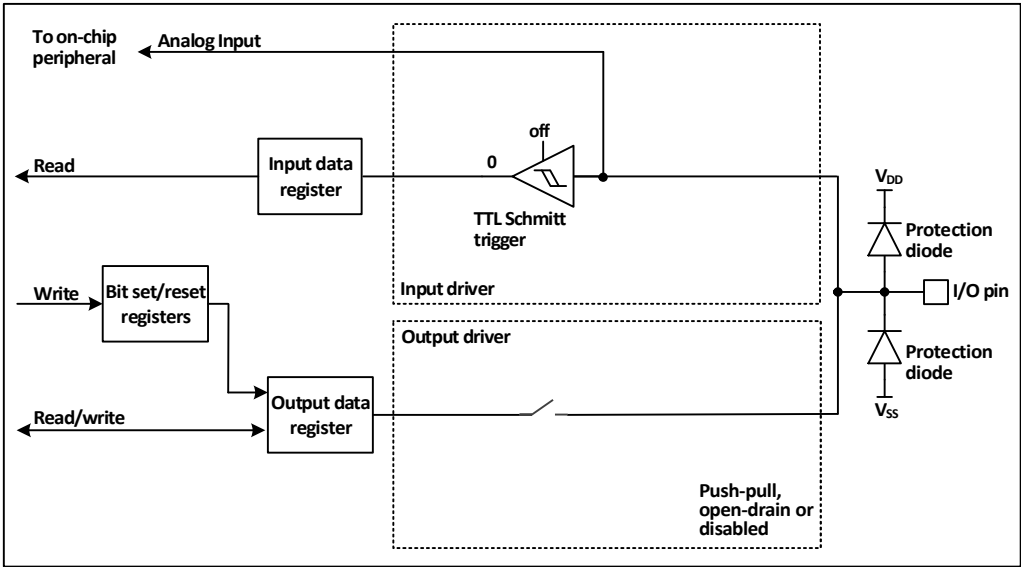 To on-chip
peripheral
Analog Input
off
Read
Input data
register
0
TTL Schmitt
trigger
VDD
Protection
diode
Write
Bit set/reset
registers
Input driver
I/O pin
Output driver
Protection
diode
Read/write
Output data
register
VSS
Push-pull,
open-drain or
disabled